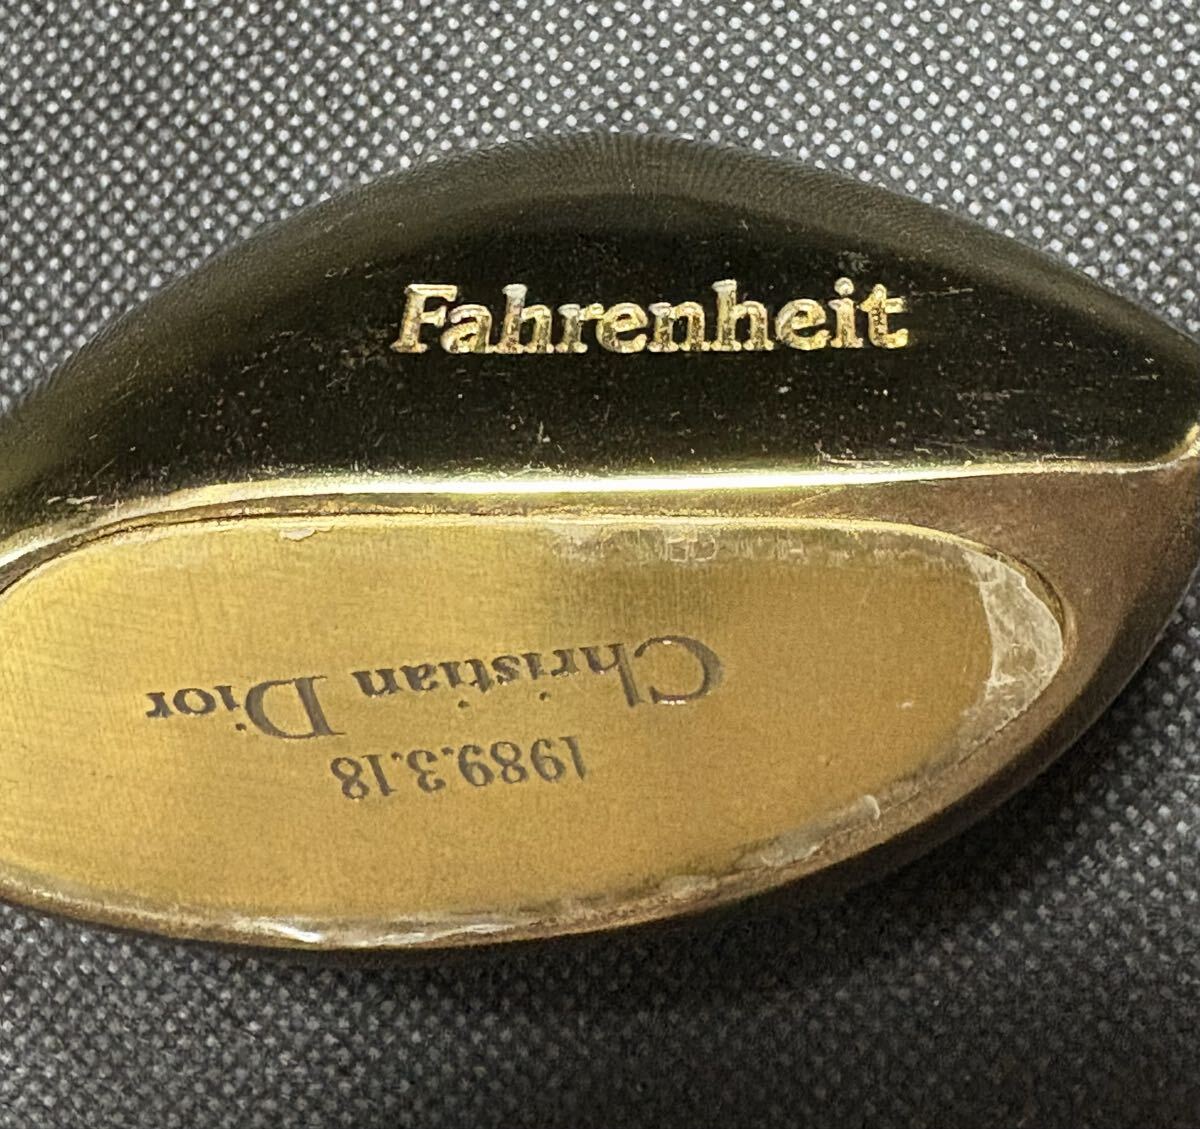 Fahrenheit
Christian Dior
1989.3.18